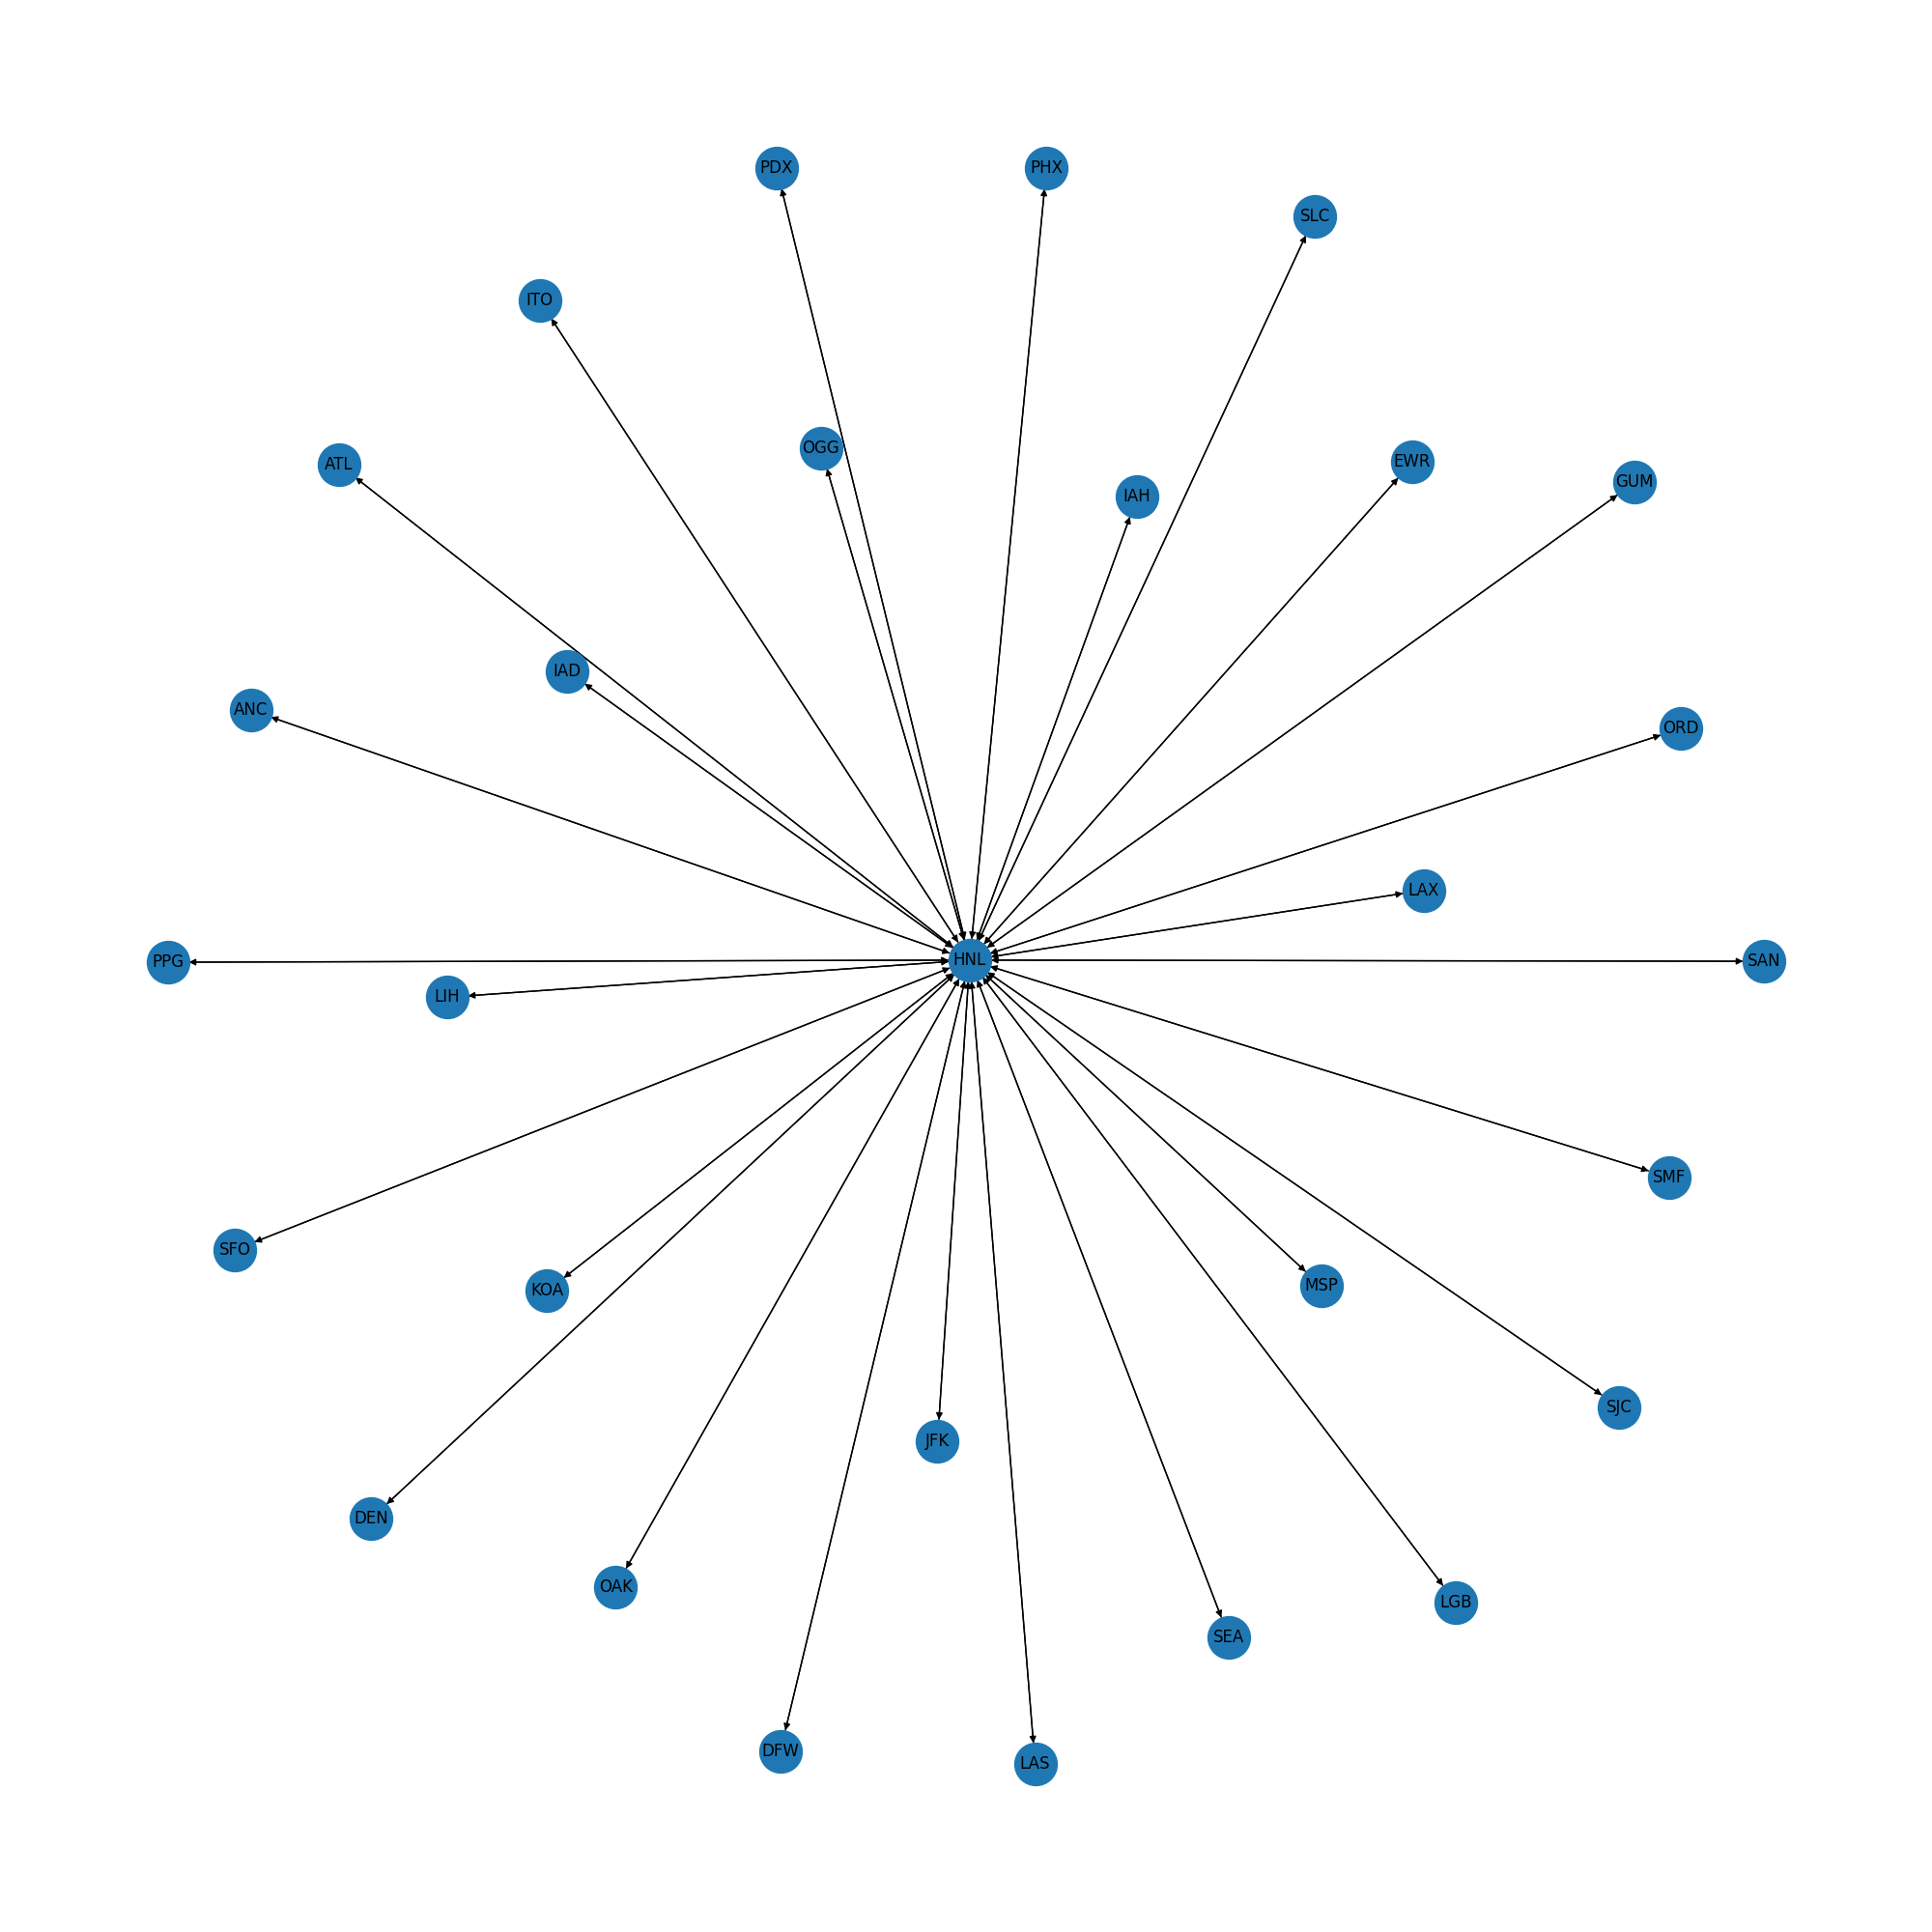 PDX
PHX
SLC
ITO
OGG
EWR
ATL
GUM
IAH
IAD
ANC
ORD
LAX
HNL
SAN
PPG
LIH
SMF
SFO
MSP
KOA
SJC
JFK
DEN
OAK
LGB
SEA
DFW
LAS